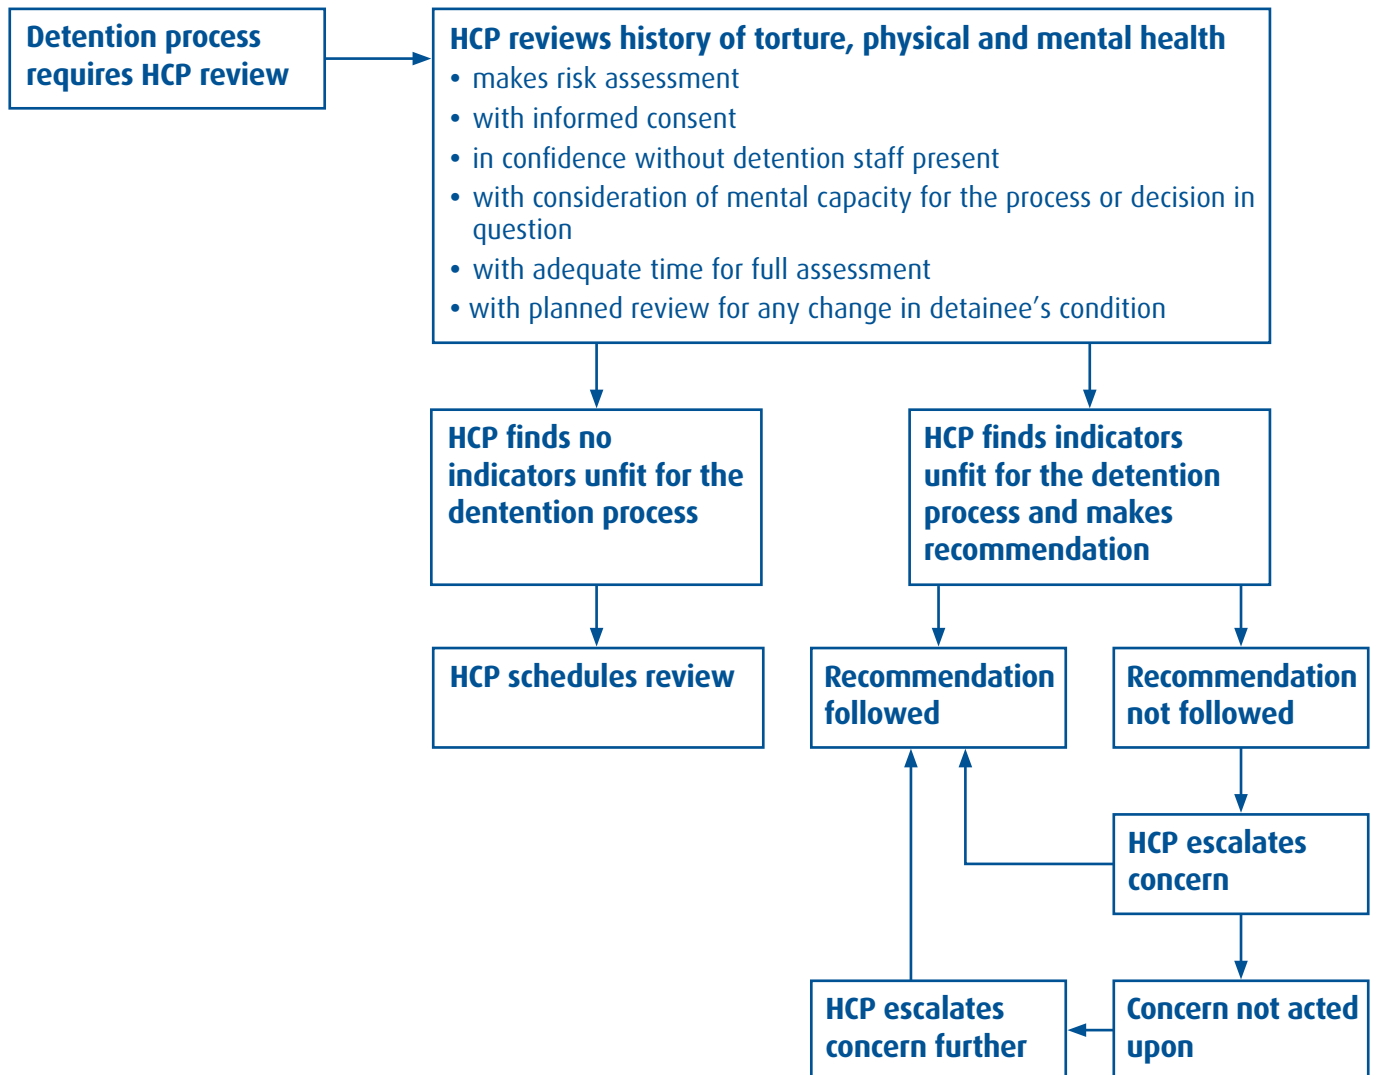 Detention process
requires HCP review
HCP reviews history of torture, physical and mental health
• makes risk assessment
• with informed consent
• in confidence without detention staff present
• with consideration of mental capacity for the process or decision in
question
• with adequate time for full assessment
• with planned review for any change in detainee's condition
HCP finds no
indicators unfit for the
dentention process
HCP finds indicators
unfit for the detention
process and makes
recommendation
HCP schedules review
Recommendation
followed
Recommendation
not followed
HCP escalates
concern
HCP escalates
concern further
Concern not acted
upon